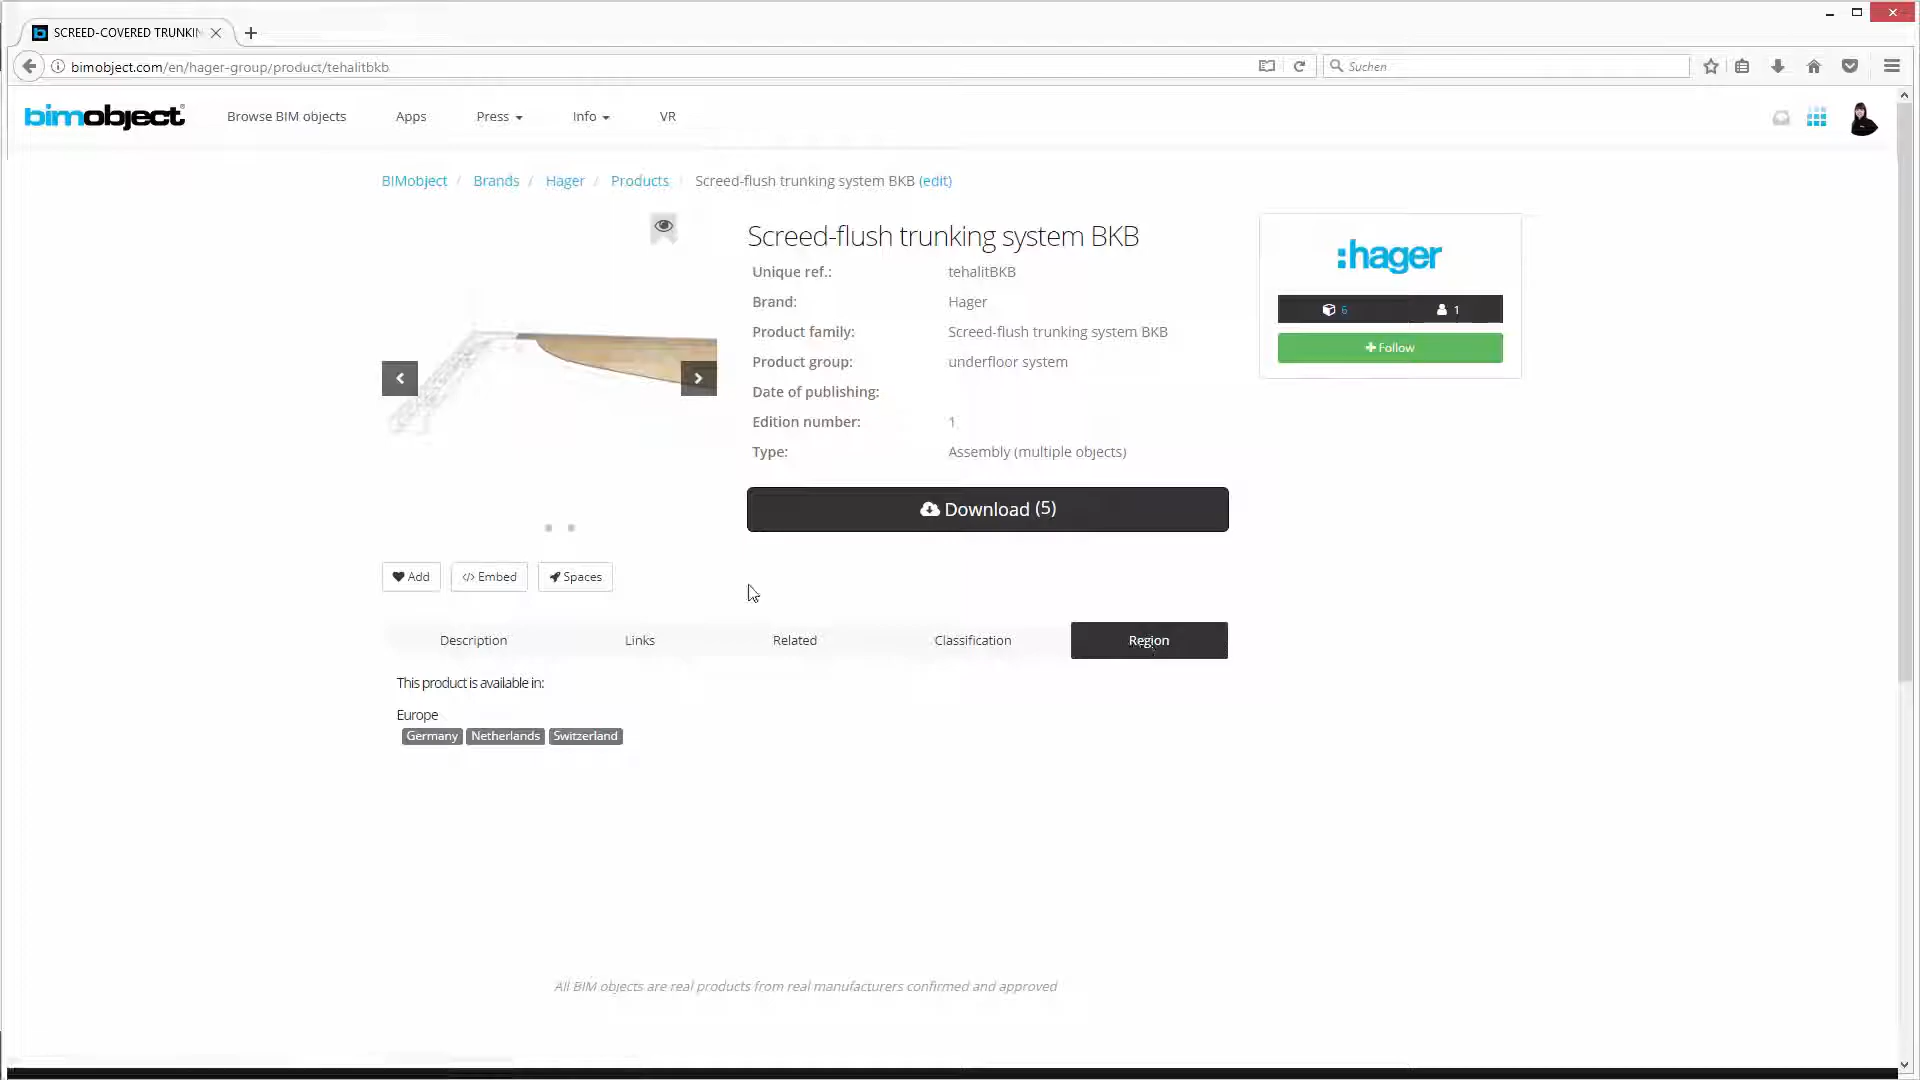 SCREED-COVERED TRUNKIN
bimobject.com/en/hager-group/product/tehalitbkb
Suchen
bimobject®
Browse BIM objects
Apps
Press
Info
VR
BIMobject / Brands / Hager / Products / Screed-flush trunking system BKB (edit)
Screed-flush trunking system BKB
Unique ref.: tehalitBKB
Brand: Hager
Product family: Screed-flush trunking system BKB
Product group: underfloor system
Date of publishing:
Edition number: 1
Type: Assembly (multiple objects)
Download (5)
:hager
6
1
+ Follow
Add
</> Embed
Spaces
Description
Links
Related
Classification
Region
This product is available in:
Europe
Germany Netherlands Switzerland
All BIM objects are real products from real manufacturers confirmed and approved